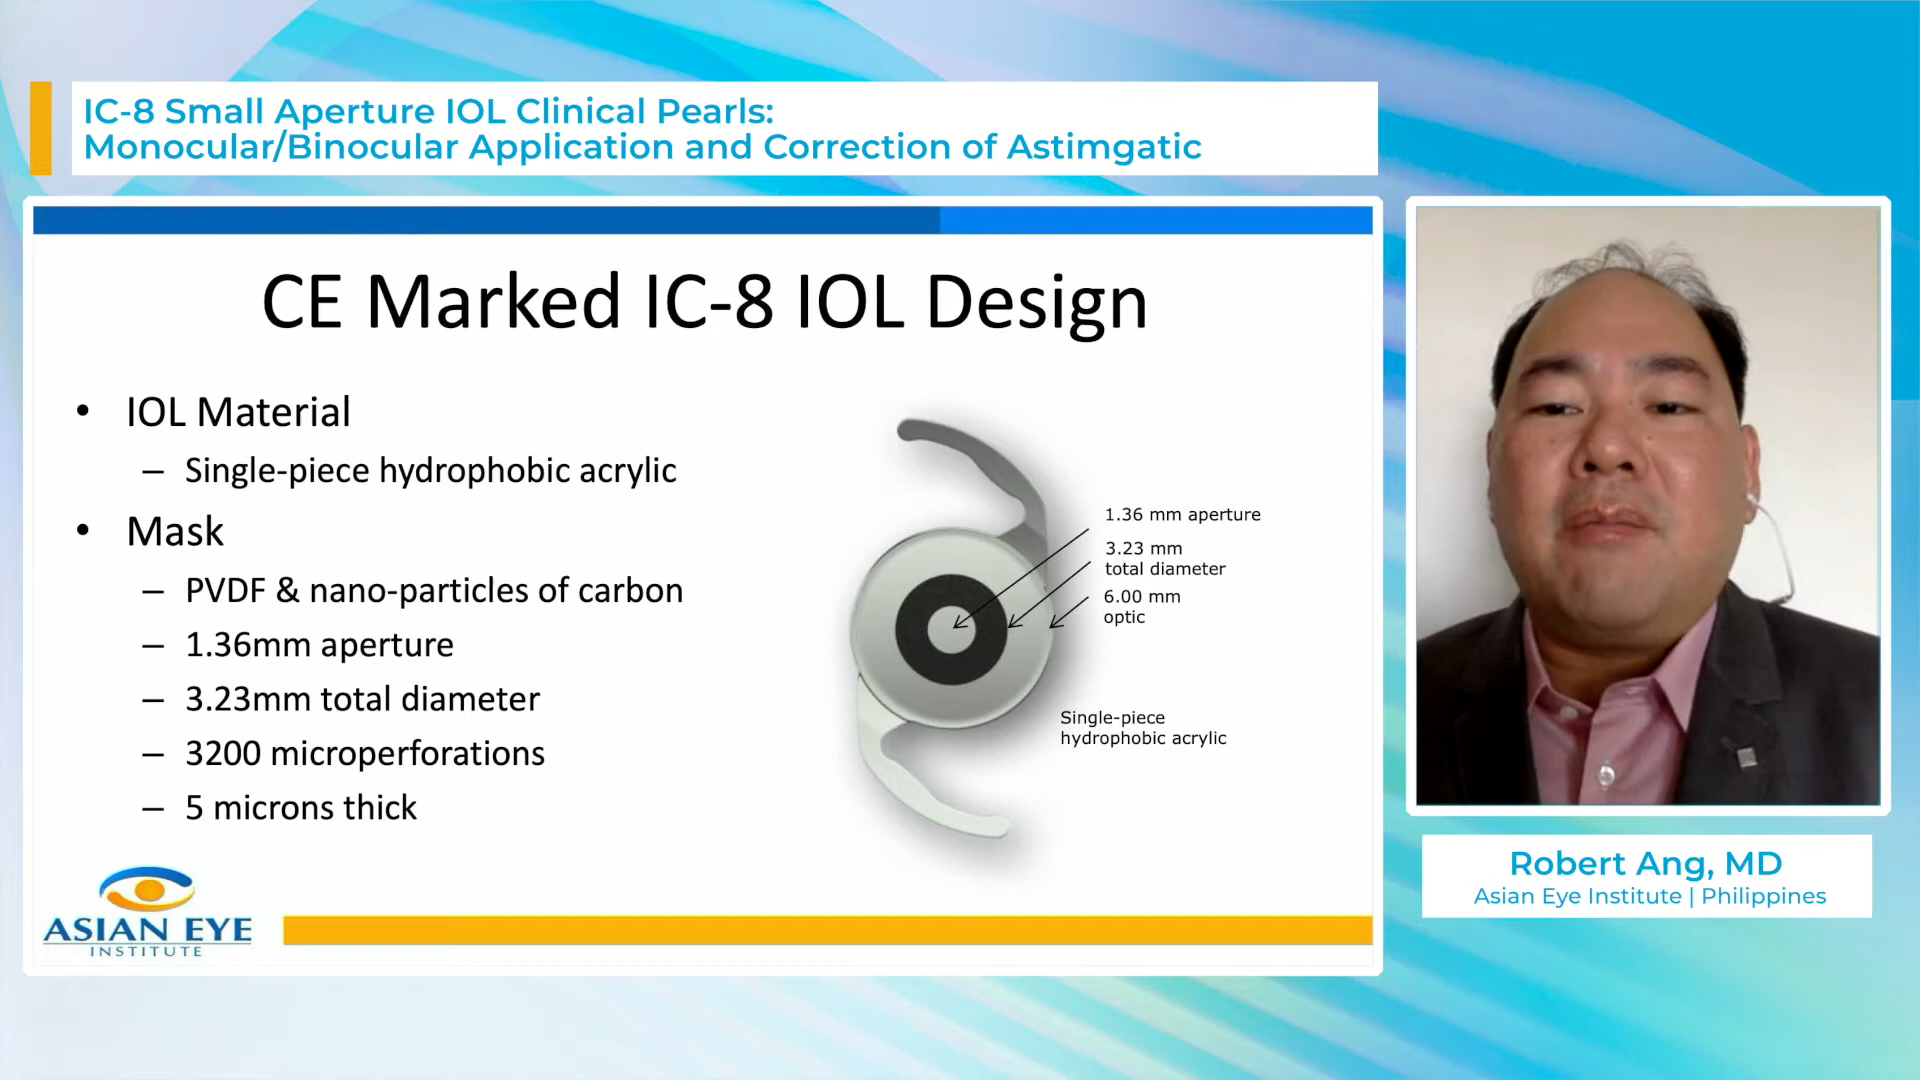 IC-8 Small Aperture IOL Clinical Pearls:
Monocular/Binocular Application and Correction of Astimgatic
CE Marked IC-8 IOL Design
• IOL Material
– Single-piece hydrophobic acrylic
• Mask
– PVDF & nano-particles of carbon
– 1.36mm aperture
– 3.23mm total diameter
– 3200 microperforations
– 5 microns thick
1.36 mm aperture
3.23 mm
total diameter
6.00 mm
optic
Single-piece
hydrophobic acrylic
ASIAN EYE
INSTITUTE
Robert Ang, MD
Asian Eye Institute | Philippines